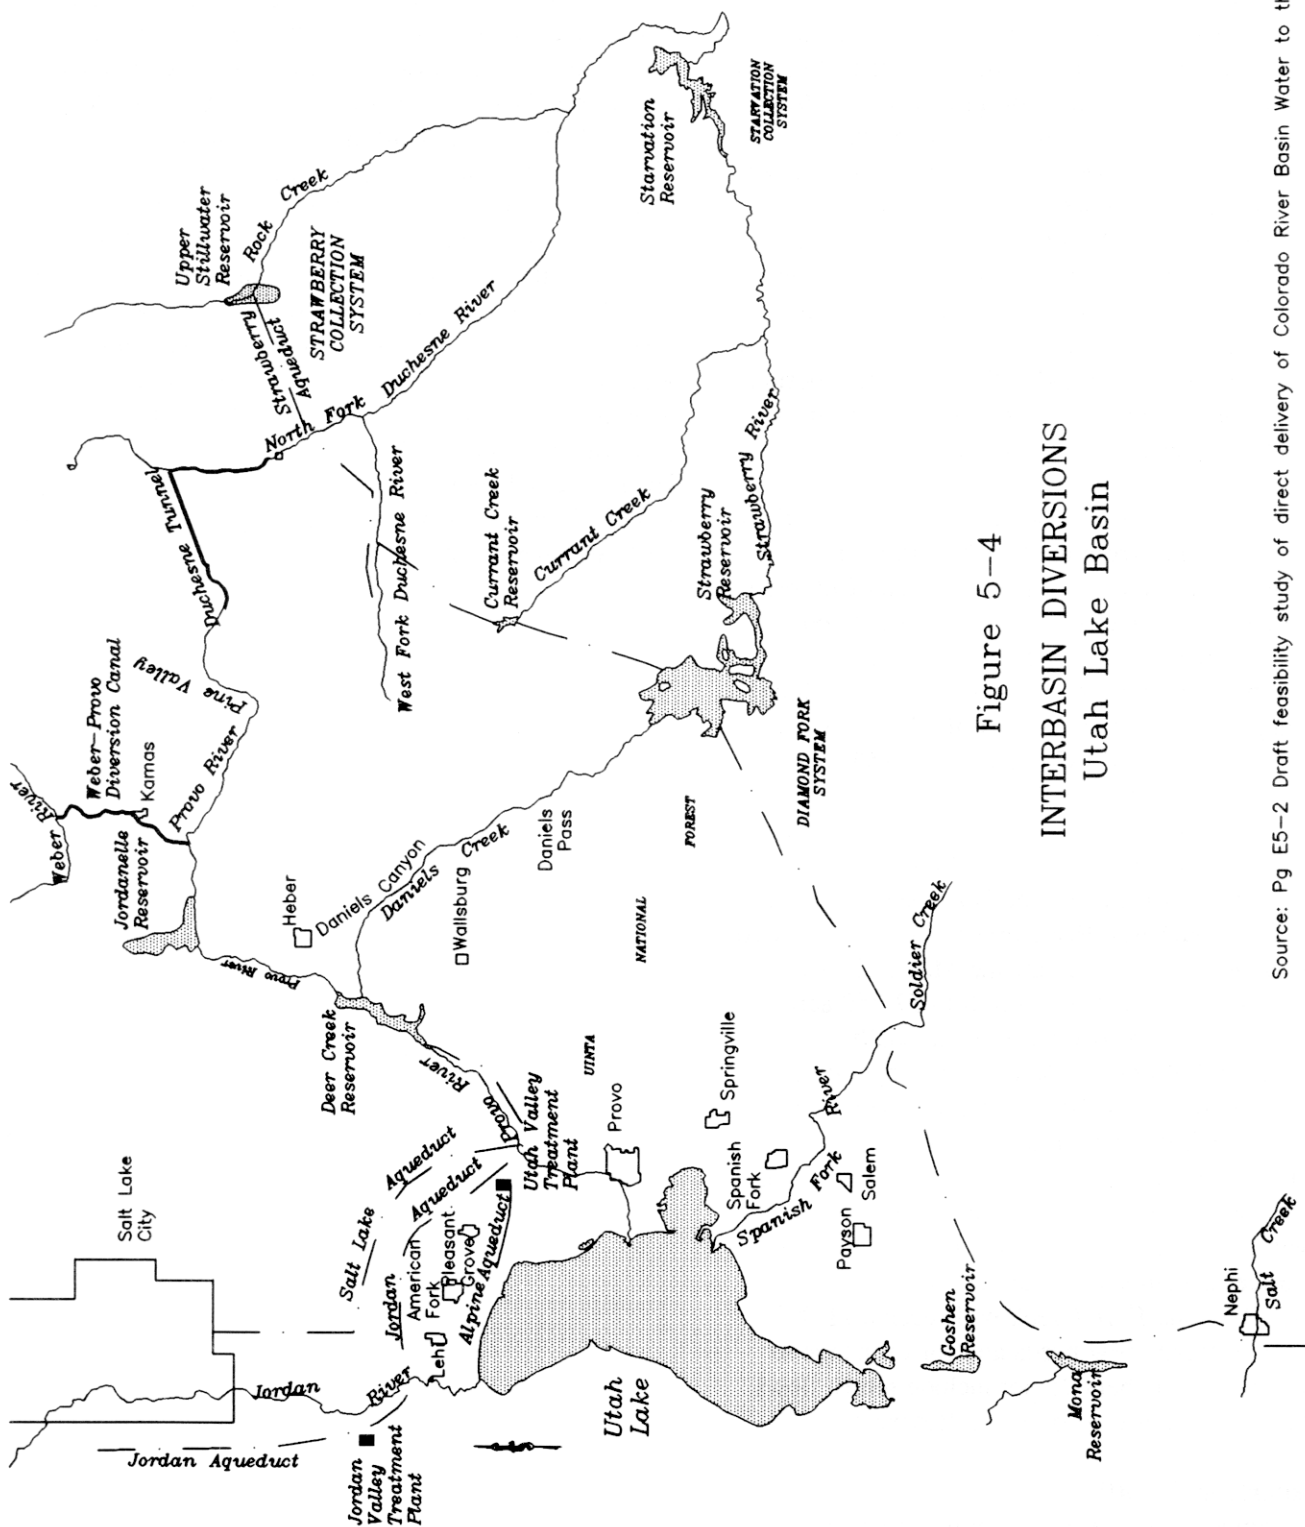 Salt Lake
City
Weber River
Weber-Provo
Diversion Canal
Kamas
Jordanelle
Reservoir
Provo River
Pine Valley
Duchesne Tunnel
Upper
Stillwater
Reservoir
Rock Creek
Strawberry
Aqueduct
STRAWBERRY
COLLECTION
SYSTEM
North Fork
Duchesne River
West Fork Duchesne River
Currant Creek
Reservoir
Currant Creek
Strawberry
Reservoir
Strawberry River
Starvation
Reservoir
STARVATION
COLLECTION
SYSTEM
Heber
Daniels Canyon
Daniels Creek
Wallsburg
Daniels
Pass
Provo River
Deer Creek
Reservoir
Provo River
Salt Lake Aqueduct
Jordan Aqueduct
American
Fork
Pleasant
Grove
Alpine Aqueduct
Lehi
Jordan River
Jordan Aqueduct
Jordan
Valley
Treatment
Plant
Utah Valley
Treatment
Plant
UINTA
NATIONAL
FOREST
DIAMOND FORK
SYSTEM
Provo
Springville
Spanish
Fork
Spanish Fork River
Salem
Payson
Soldier Creek
Utah
Lake
Goshen
Reservoir
Mona
Reservoir
Nephi
Salt Creek
Figure 5-4
INTERBASIN DIVERSIONS
Utah Lake Basin
Source: Pg E5-2 Draft feasibility study of direct delivery of Colorado River Basin Water to